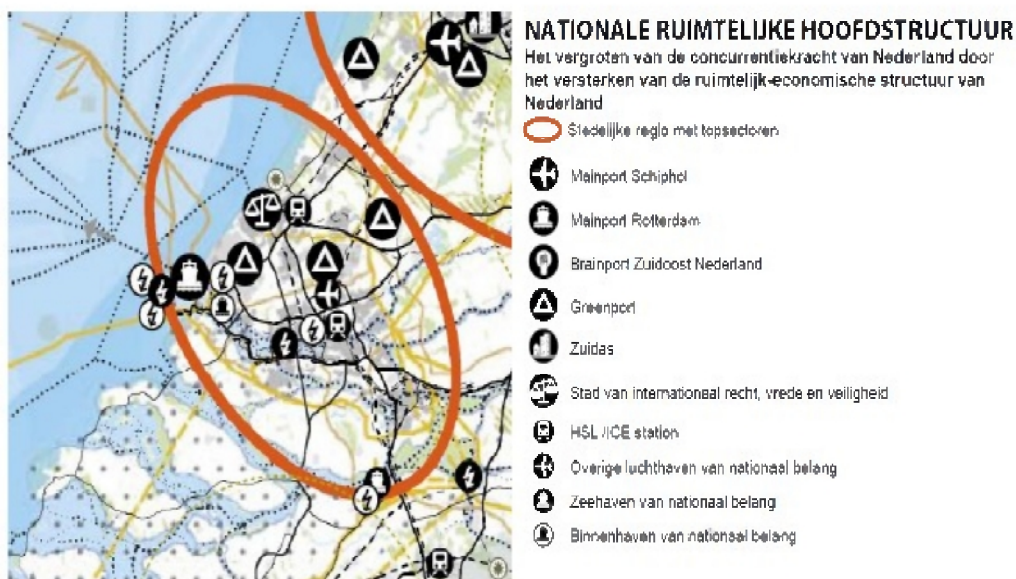 NATIONALE RUIMTELIJKE HOOFDSTRUCTUUR
Het vergroten van de concurrentiekracht van Nederland door
het versterken van de ruimtelijk-economische structuur van
Nederland
Stedelijke regio met topsectoren
Mainport Schiphol
Mainport Rotterdam
Brainport Zuidoost Nederland
Greenport
Zuidas
Stad van internationaal recht, vrede en veiligheid
HSL /ICE station
Overige luchthaven van nationaal belang
Zeehaven van nationaal belang
Binnenhaven van nationaal belang